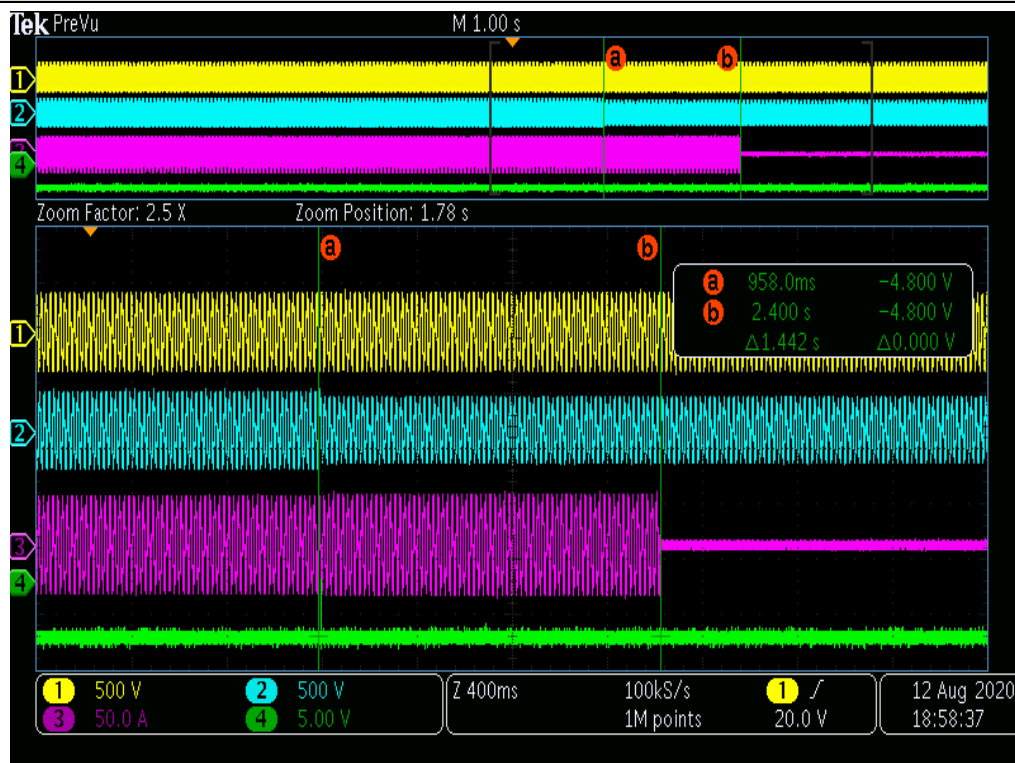 Tek PreVu M 1.00 s
a b
1
2
3
4
Zoom Factor: 2.5 X Zoom Position: 1.78 s
a b
a 958.0ms -4.800 V
b 2.400 s -4.800 V
Δ1.442 s Δ0.000 V
1
2
3
4
1 500 V 2 500 V Z 400ms 100kS/s 1 12 Aug 2020
3 50.0 A 4 5.00 V 1M points 20.0 V 18:58:37